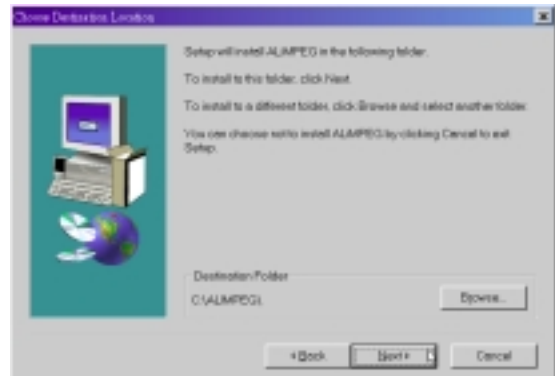 Choose Destination Location
Setup will install ALiMPEG in the following folder.
To install to this folder, click Next.
To install to a different folder, click Browse and select another folder.
You can choose not to install ALiMPEG by clicking Cancel to exit
Setup.
Destination Folder
C:\ALIMPEG\
Browse...
< Back
Next >
Cancel